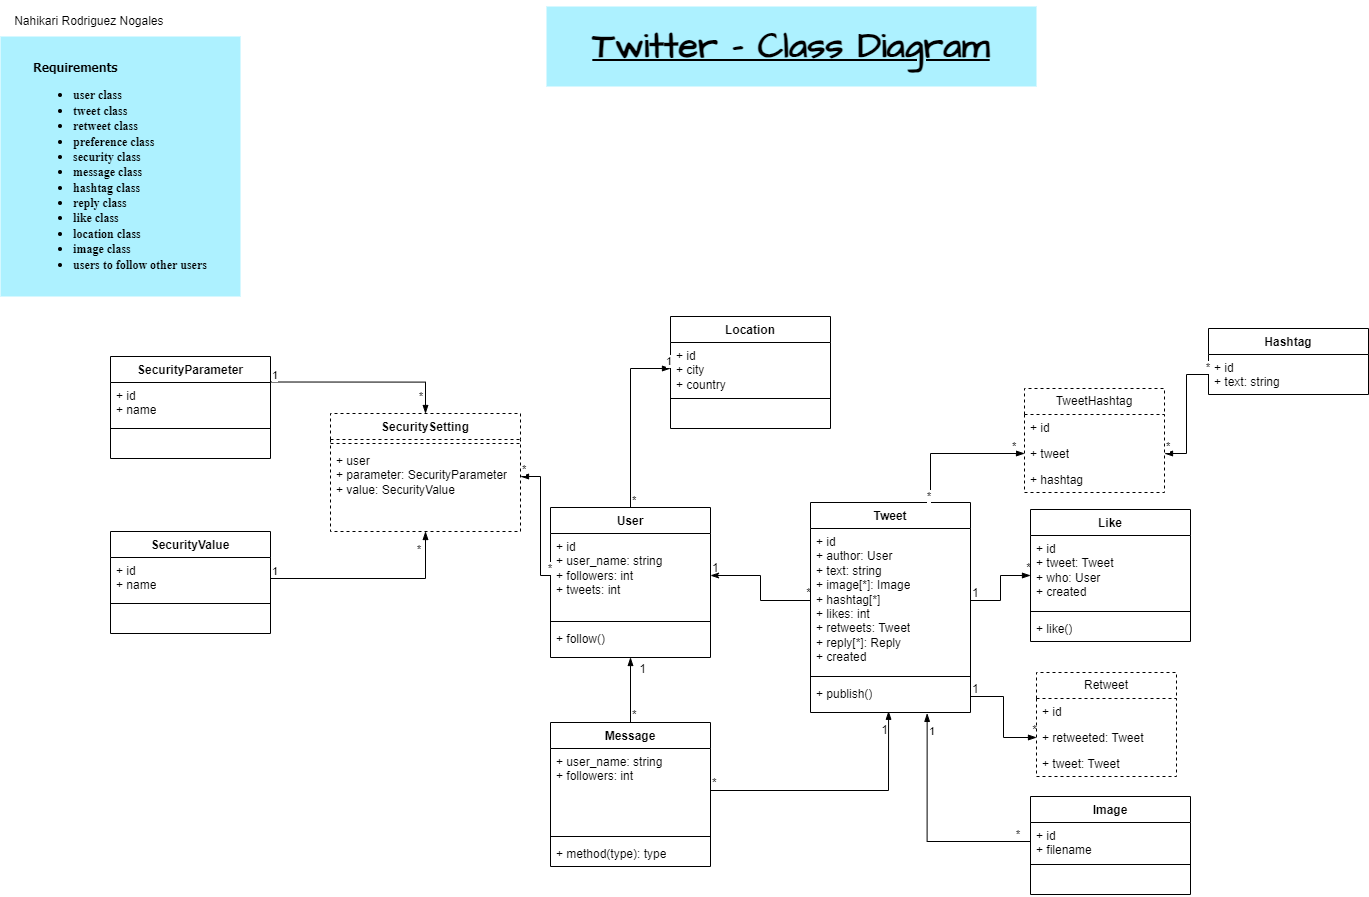 Nahikari Rodriguez Nogales
Twitter - Class Diagram
Requirements
• user class
• tweet class
• retweet class
• preference class
• security class
• message class
• hashtag class
• reply class
• like class
• location class
• image class
• users to follow other users
SecurityParameter
+ id
+ name
1
*
SecuritySetting
+ user
+ parameter: SecurityParameter
+ value: SecurityValue
*
*
SecurityValue
+ id
+ name
1
Location
+ id
+ city
+ country
1
*
User
+ id
+ user_name: string
+ followers: int
+ tweets: int
+ follow()
*
1
1
*
Message
+ user_name: string
+ followers: int
+ method(type): type
*
Tweet
+ id
+ author: User
+ text: string
+ image[*]: Image
+ hashtag[*]
+ likes: int
+ retweets: Tweet
+ reply[*]: Reply
+ created
+ publish()
*
*
1
1
1
1
TweetHashtag
+ id
+ tweet
+ hashtag
*
*
Hashtag
+ id
+ text: string
*
Like
+ id
+ tweet: Tweet
+ who: User
+ created
+ like()
*
Retweet
+ id
+ retweeted: Tweet
+ tweet: Tweet
*
Image
+ id
+ filename
*